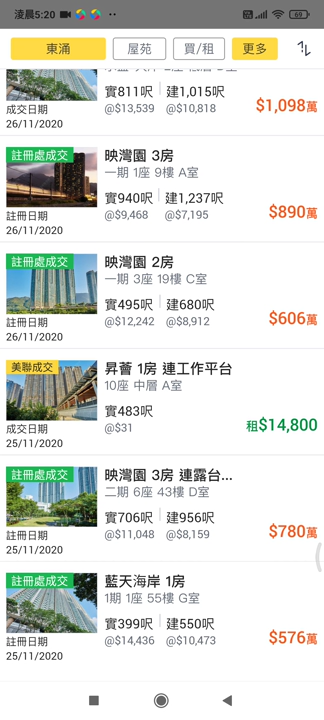 淩晨5:20
69
東涌 屋苑 買/租 更多
實811呎 建1,015呎
@$13,539 @$10,818
成交日期
26/11/2020
$1,098萬
註冊處成交
映灣園 3房
一期 1座 9樓 A室
實940呎 建1,237呎
@$9,468 @$7,195
註冊日期
26/11/2020
$890萬
註冊處成交
映灣園 2房
一期 3座 19樓 C室
實495呎 建680呎
@$12,242 @$8,912
註冊日期
26/11/2020
$606萬
美聯成交
昇薈 1房 連工作平台
10座 中層 A室
實483呎
@$31
成交日期
25/11/2020
租$14,800
註冊處成交
映灣園 3房 連露台...
二期 6座 43樓 D室
實706呎 建956呎
@$11,048 @$8,159
註冊日期
25/11/2020
$780萬
註冊處成交
藍天海岸 1房
1期 1座 55樓 G室
實399呎 建550呎
@$14,436 @$10,473
註冊日期
25/11/2020
$576萬